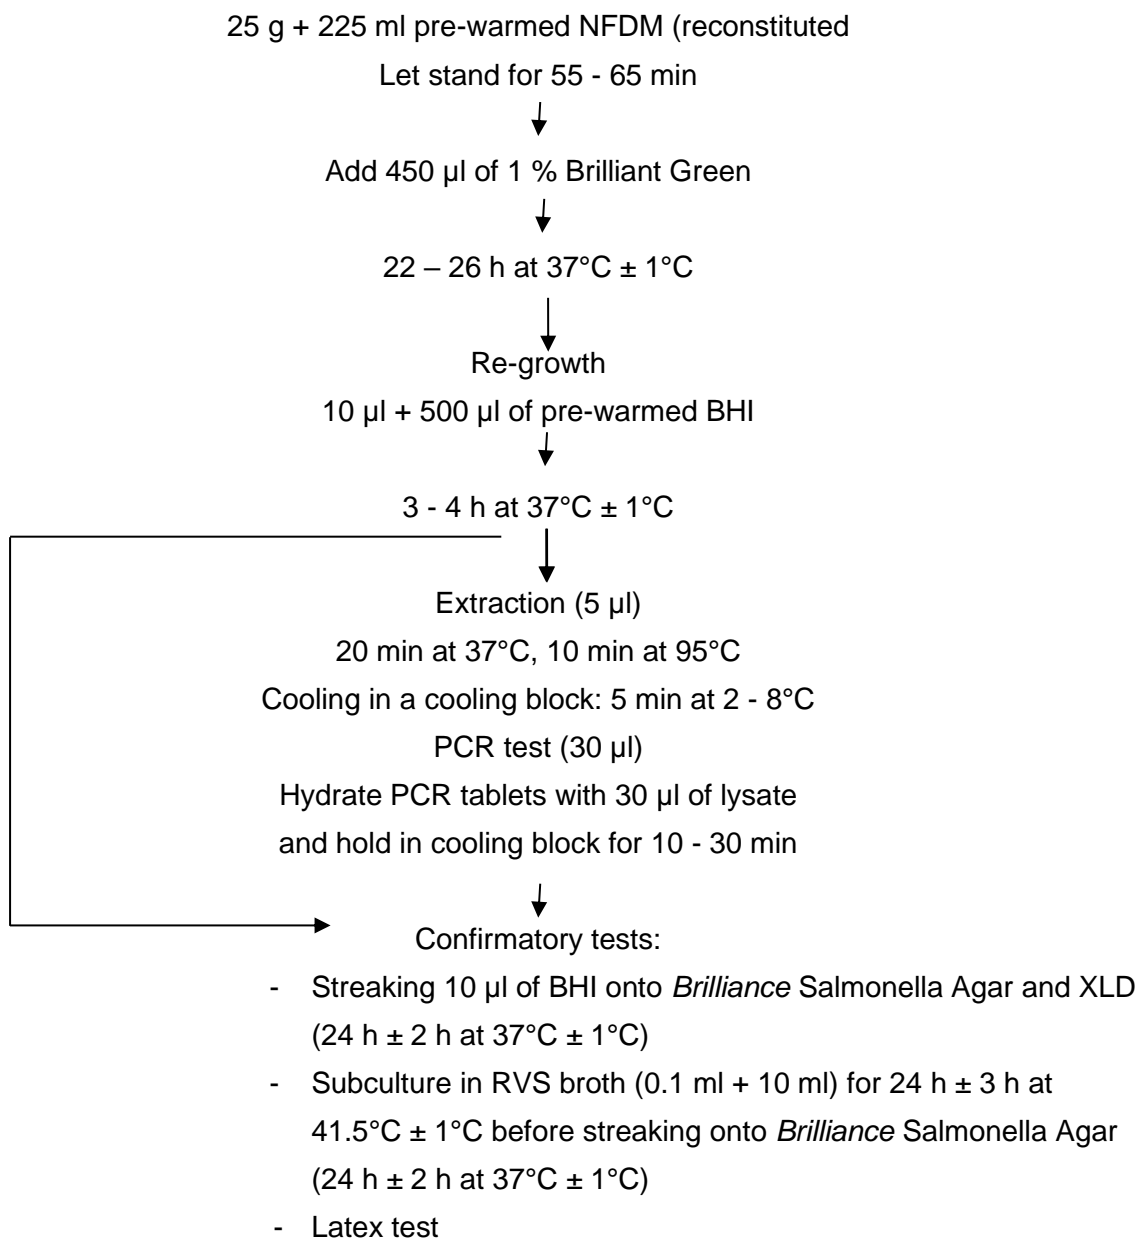 25 g + 225 ml pre-warmed NFDM (reconstituted
Let stand for 55 - 65 min
Add 450 µl of 1 % Brilliant Green
22 – 26 h at 37°C ± 1°C
Re-growth
10 µl + 500 µl of pre-warmed BHI
3 - 4 h at 37°C ± 1°C
Extraction (5 µl)
20 min at 37°C, 10 min at 95°C
Cooling in a cooling block: 5 min at 2 - 8°C
PCR test (30 µl)
Hydrate PCR tablets with 30 µl of lysate
and hold in cooling block for 10 - 30 min
Confirmatory tests:
- Streaking 10 µl of BHI onto Brilliance Salmonella Agar and XLD
(24 h ± 2 h at 37°C ± 1°C)
- Subculture in RVS broth (0.1 ml + 10 ml) for 24 h ± 3 h at
41.5°C ± 1°C before streaking onto Brilliance Salmonella Agar
(24 h ± 2 h at 37°C ± 1°C)
- Latex test